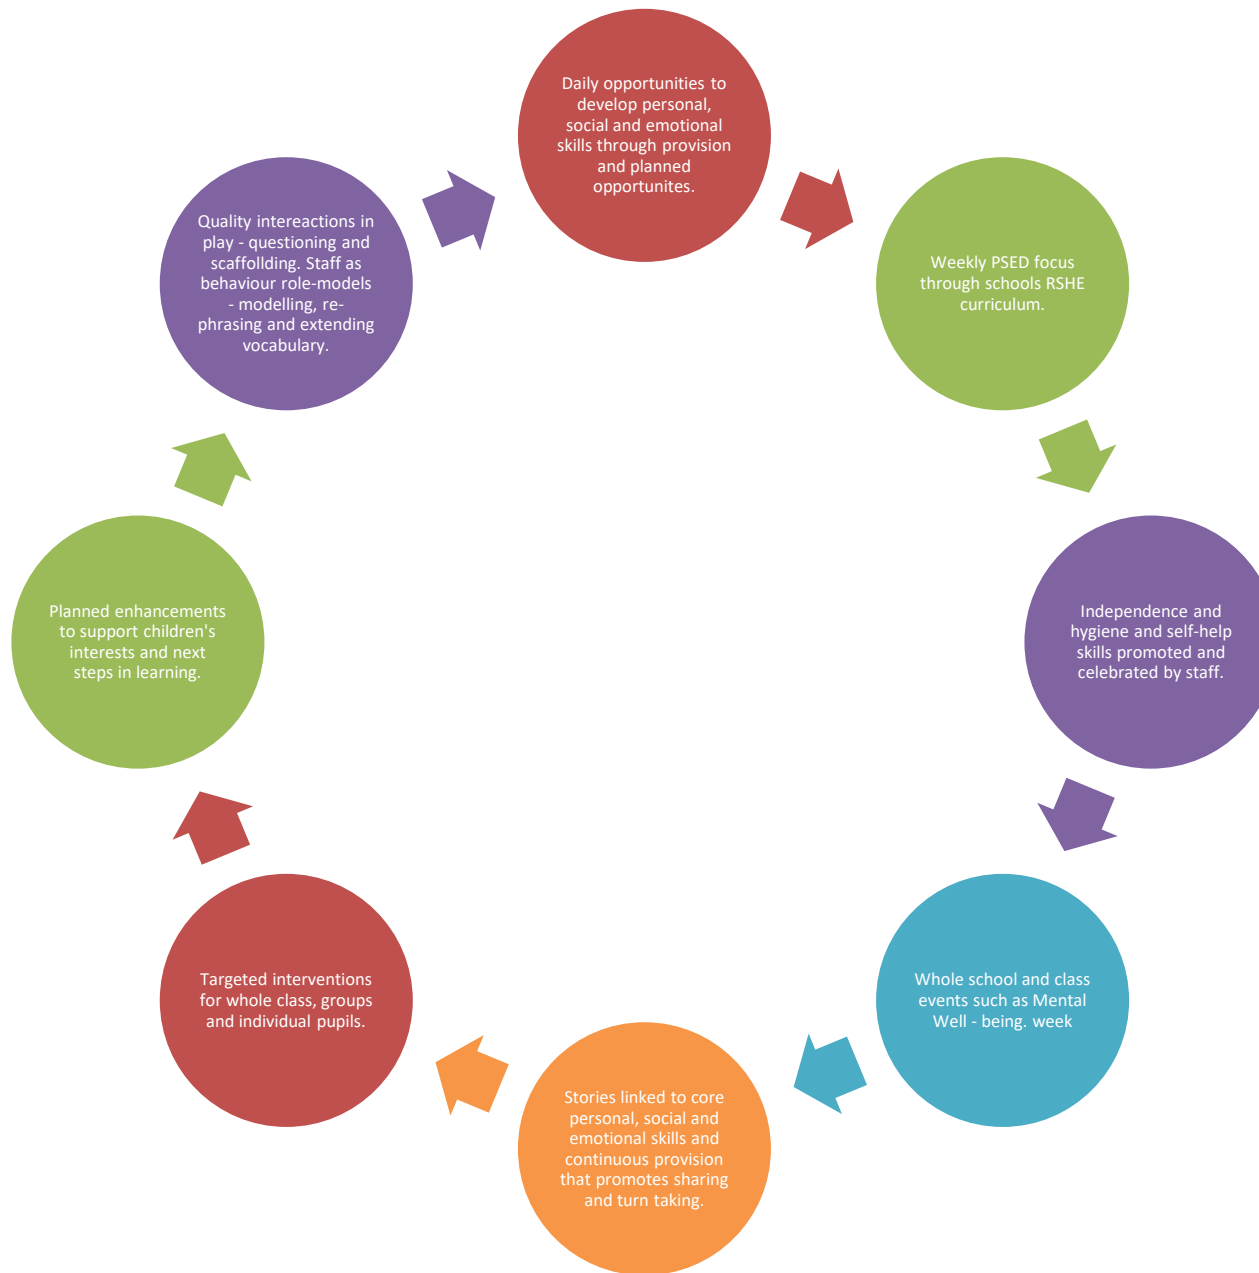 Daily opportunities to
develop personal,
social and emotional
skills through provision
and planned
opportunites.
Weekly PSED focus
through schools RSHE
curriculum.
Independence and
hygiene and self-help
skills promoted and
celebrated by staff.
Whole school and class
events such as Mental
Well - being. week
Stories linked to core
personal, social and
emotional skills and
continuous provision
that promotes sharing
and turn taking.
Targeted interventions
for whole class, groups
and individual pupils.
Planned enhancements
to support children's
interests and next
steps in learning.
Quality intereactions in
play - questioning and
scaffollding. Staff as
behaviour role-models
- modelling, re-
phrasing and extending
vocabulary.